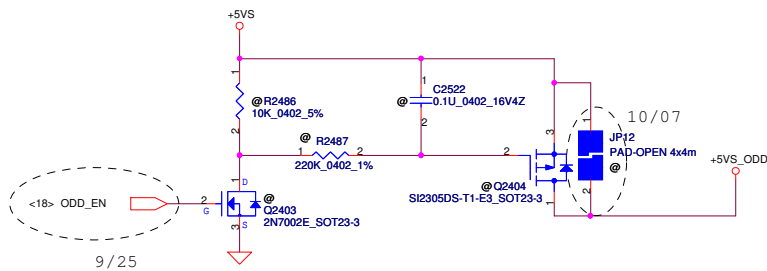 +5VS
1
@ R2486
10K_0402_5%
2
1
C2522
@ 0.1U_0402_16V4Z
2
@
R2487
1 2
220K_0402_1%
10/07
1
JP12
PAD-OPEN 4x4m
@
2
3
2
@ Q2404
SI2305DS-T1-E3_SOT23-3
1
+5VS_ODD
<18> ODD_EN
2
G
1
D
@
Q2403
2N7002E_SOT23-3
S
3
9/25